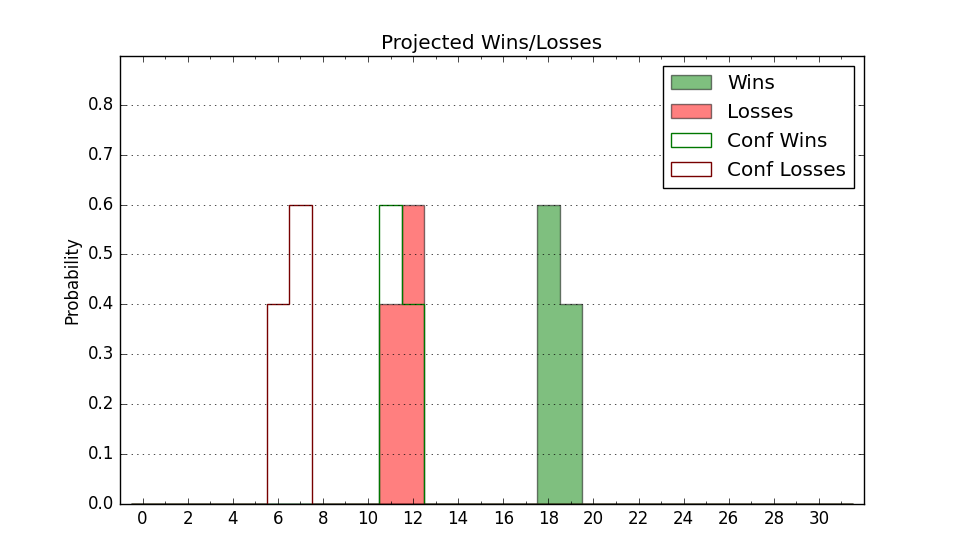 Projected Wins/Losses
Wins
Losses
Conf Wins
Conf Losses
Probability
0.8
0.7
0.6
0.5
0.4
0.3
0.2
0.1
0.0
0 2 4 6 8 10 12 14 16 18 20 22 24 26 28 30